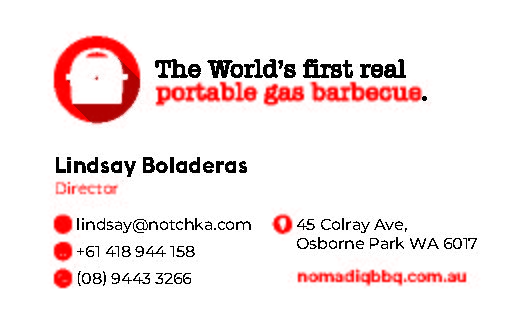 The World's first real
portable gas barbecue.
Lindsay Boladeras
Director
lindsay@notchka.com
+61 418 944 158
(08) 9443 3266
45 Colray Ave,
Osborne Park WA 6017
nomadiqbbq.com.au